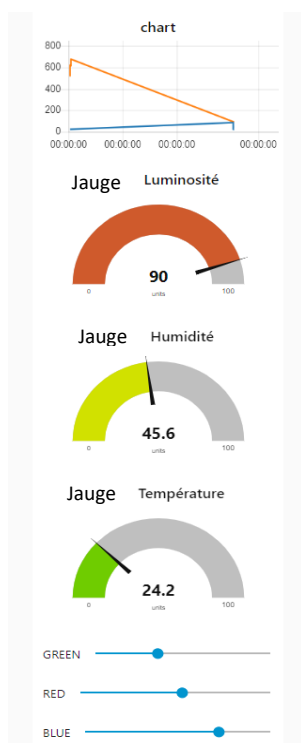 chart
800
600
400
200
0
00:00:00 00:00:00 00:00:00 00:00:00
Jauge Luminosité
90
units
0 100
Jauge Humidité
45.6
units
0 100
Jauge Température
24.2
units
0 100
GREEN
RED
BLUE